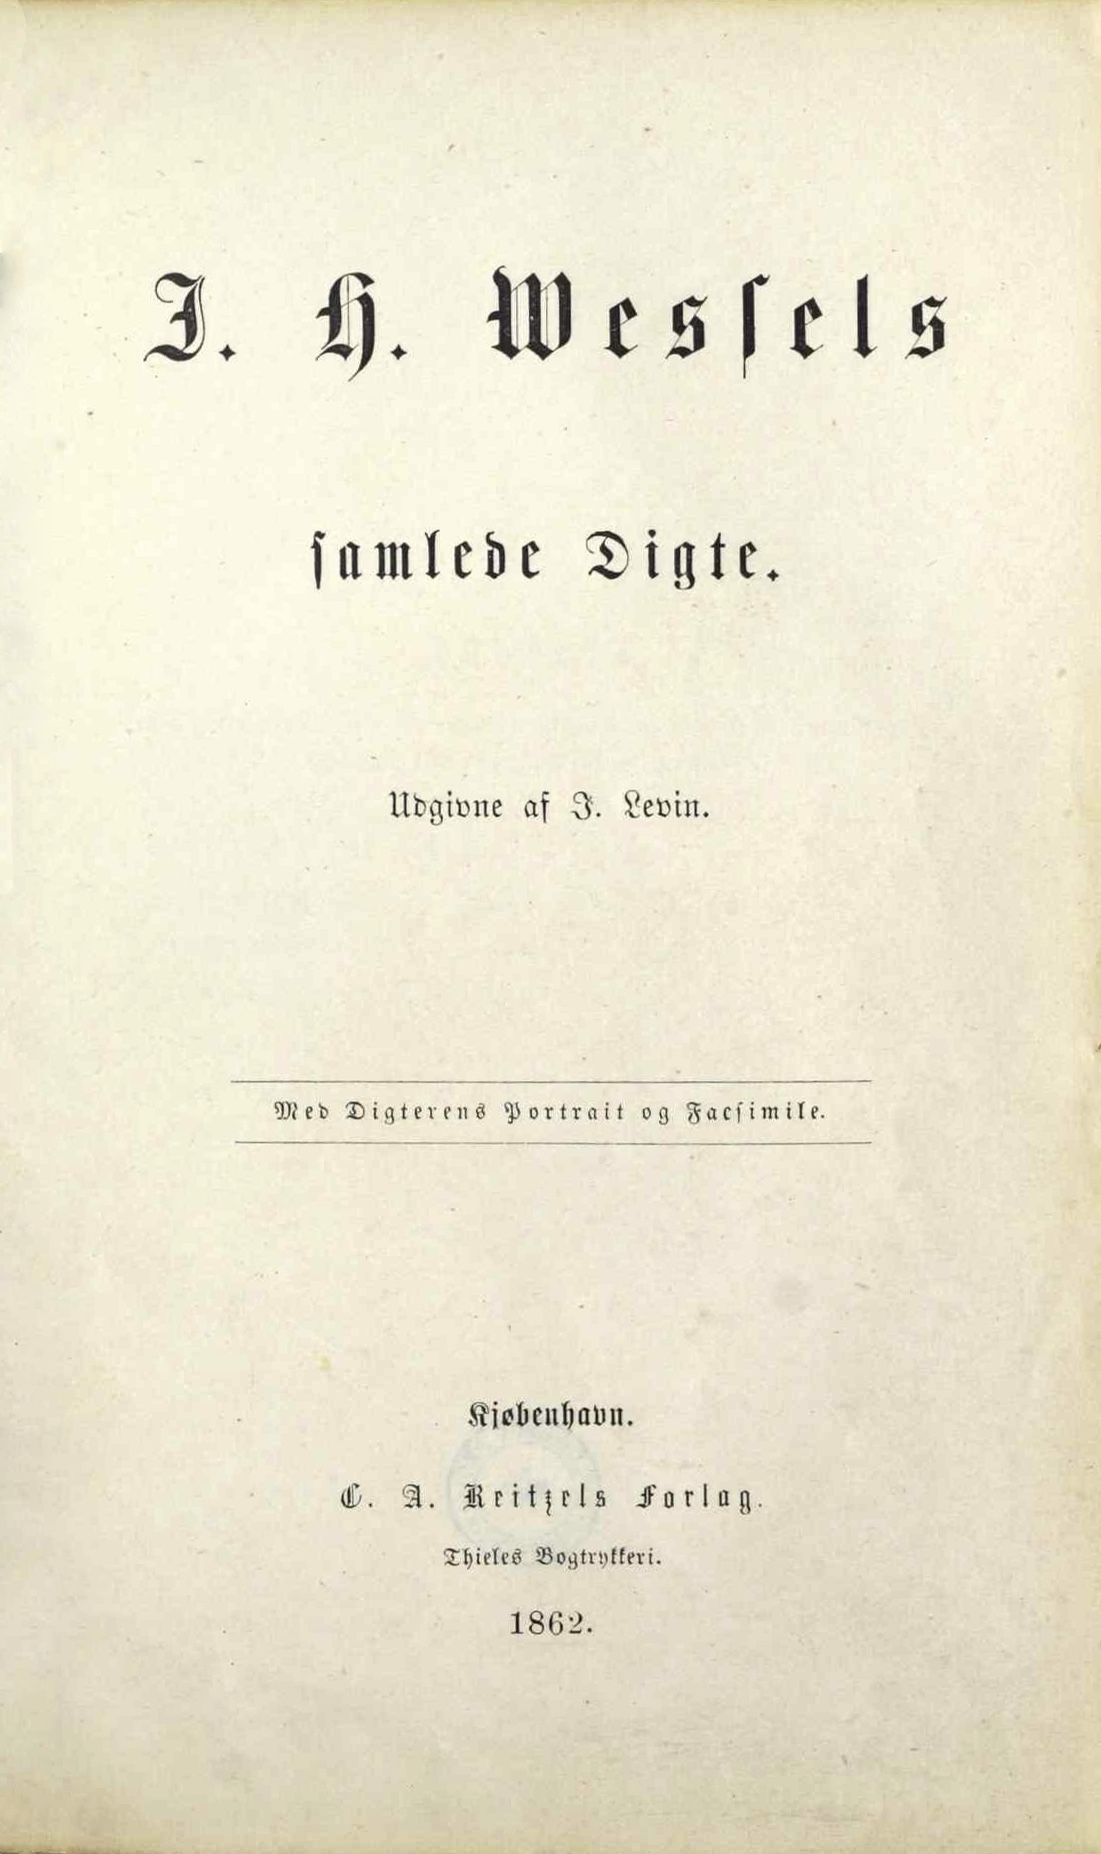 J. H. Wesſels
ſamlede Digte.
Udgivne af J. Levin.
Med Digterens Portrait og Facſimile.
Kjøbenhavn.
C. A. Reitzels Forlag.
Thieles Bogtrykkeri.
1862.